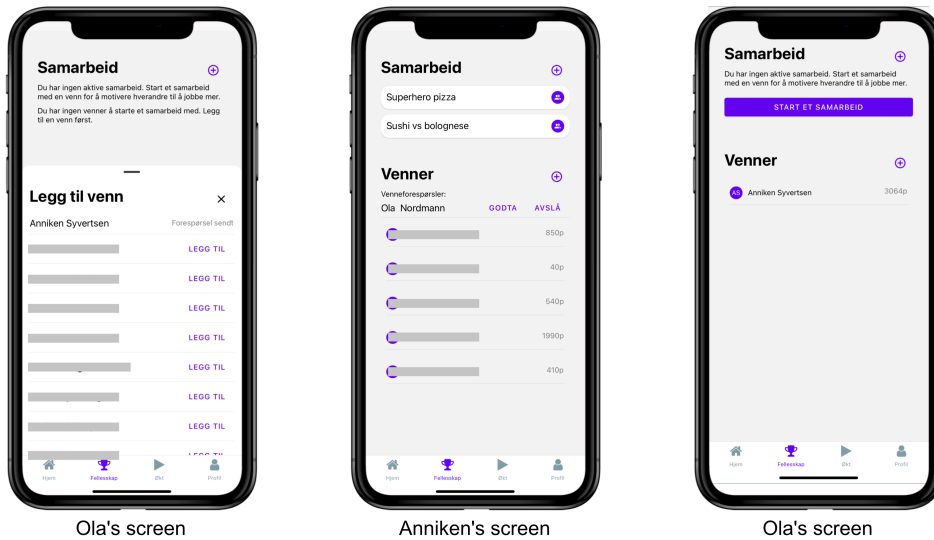 Samarbeid
Du har ingen aktive samarbeid. Start et samarbeid
med en venn for å motivere hverandre til å jobbe mer.
Du har ingen venner å starte et samarbeid med. Legg
til en venn først.
Legg til venn
Anniken Syvertsen Forespørsel sendt
LEGG TIL
LEGG TIL
LEGG TIL
LEGG TIL
LEGG TIL
LEGG TIL
LEGG TIL
LEGG TIL
Hjem Fellesskap Økt Profil
Ola's screen
Samarbeid
Superhero pizza
Sushi vs bolognese
Venner
Venneforespørsler:
Ola Nordmann GODTA AVSLÅ
850p
40p
540p
1990p
410p
Hjem Fellesskap Økt Profil
Anniken's screen
Samarbeid
Du har ingen aktive samarbeid. Start et samarbeid
med en venn for å motivere hverandre til å jobbe mer.
START ET SAMARBEID
Venner
AS Anniken Syvertsen 3064p
Hjem Fellesskap Økt Profil
Ola's screen